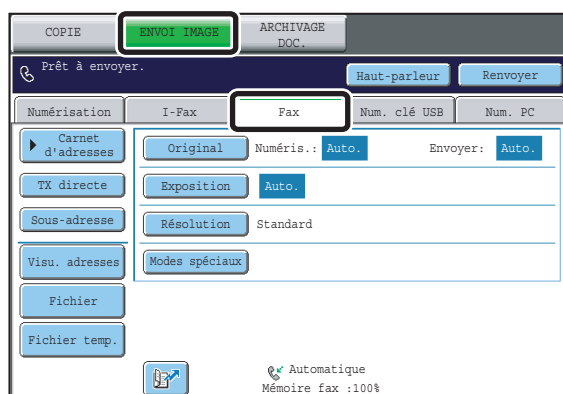 COPIE
ENVOI IMAGE
ARCHIVAGE
DOC.
Prêt à envoyer.
Haut-parleur
Renvoyer
Numérisation
I-Fax
Fax
Num. clé USB
Num. PC
Carnet
d'adresses
Original
Numéris.: Auto.
Envoyer: Auto.
TX directe
Exposition
Auto.
Sous-adresse
Résolution
Standard
Visu. adresses
Modes spéciaux
Fichier
Fichier temp.
Automatique
Mémoire fax :100%